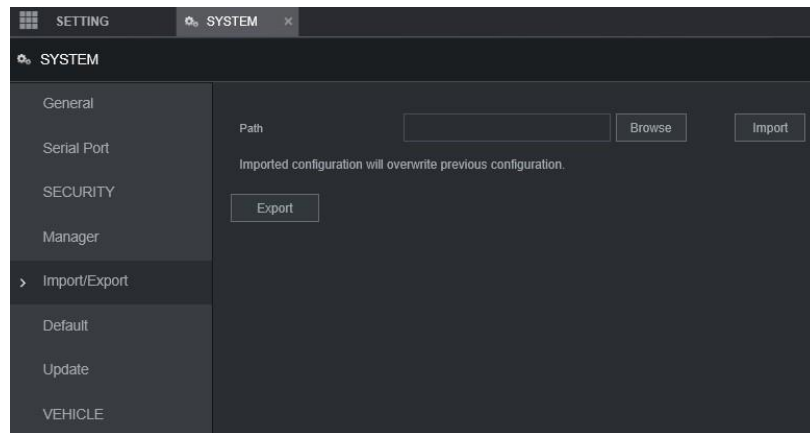 SETTING
SYSTEM ×
SYSTEM
General
Serial Port
SECURITY
Manager
Import/Export
Default
Update
VEHICLE
Path
Browse
Import
Imported configuration will overwrite previous configuration.
Export